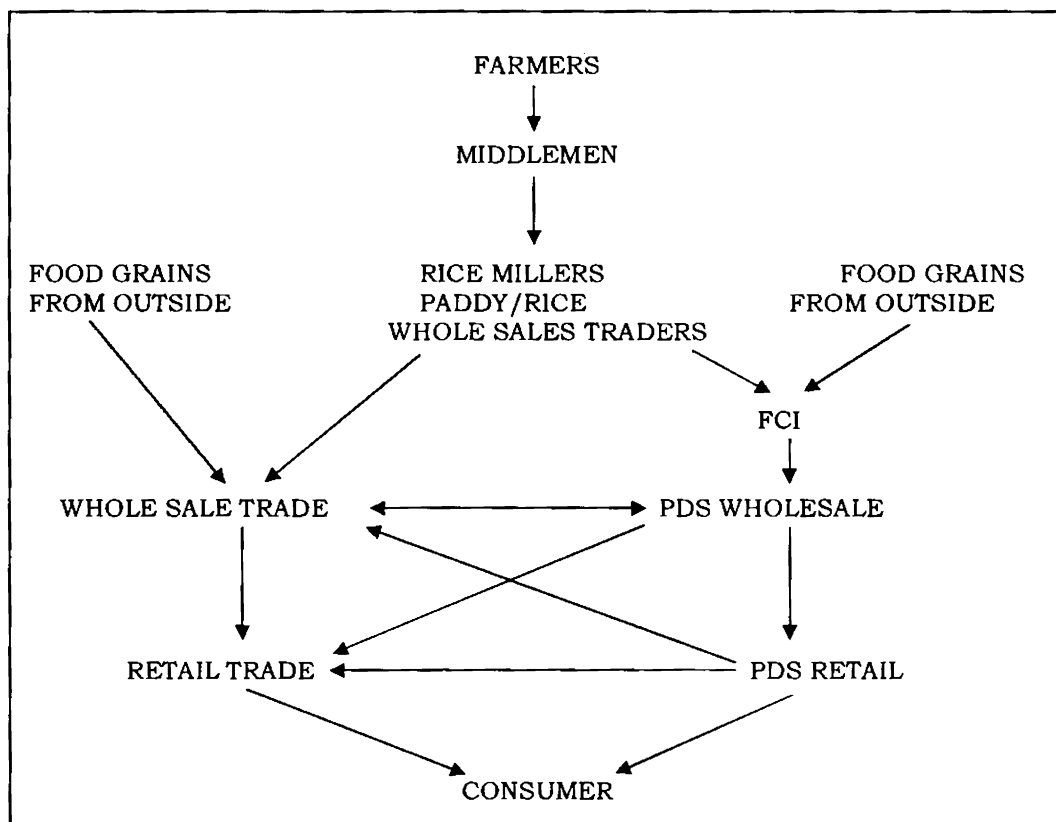 FARMERS
MIDDLEMEN
FOOD GRAINS
FROM OUTSIDE
RICE MILLERS
PADDY/RICE
WHOLE SALES TRADERS
FOOD GRAINS
FROM OUTSIDE
FCI
WHOLE SALE TRADE
PDS WHOLESALE
RETAIL TRADE
PDS RETAIL
CONSUMER